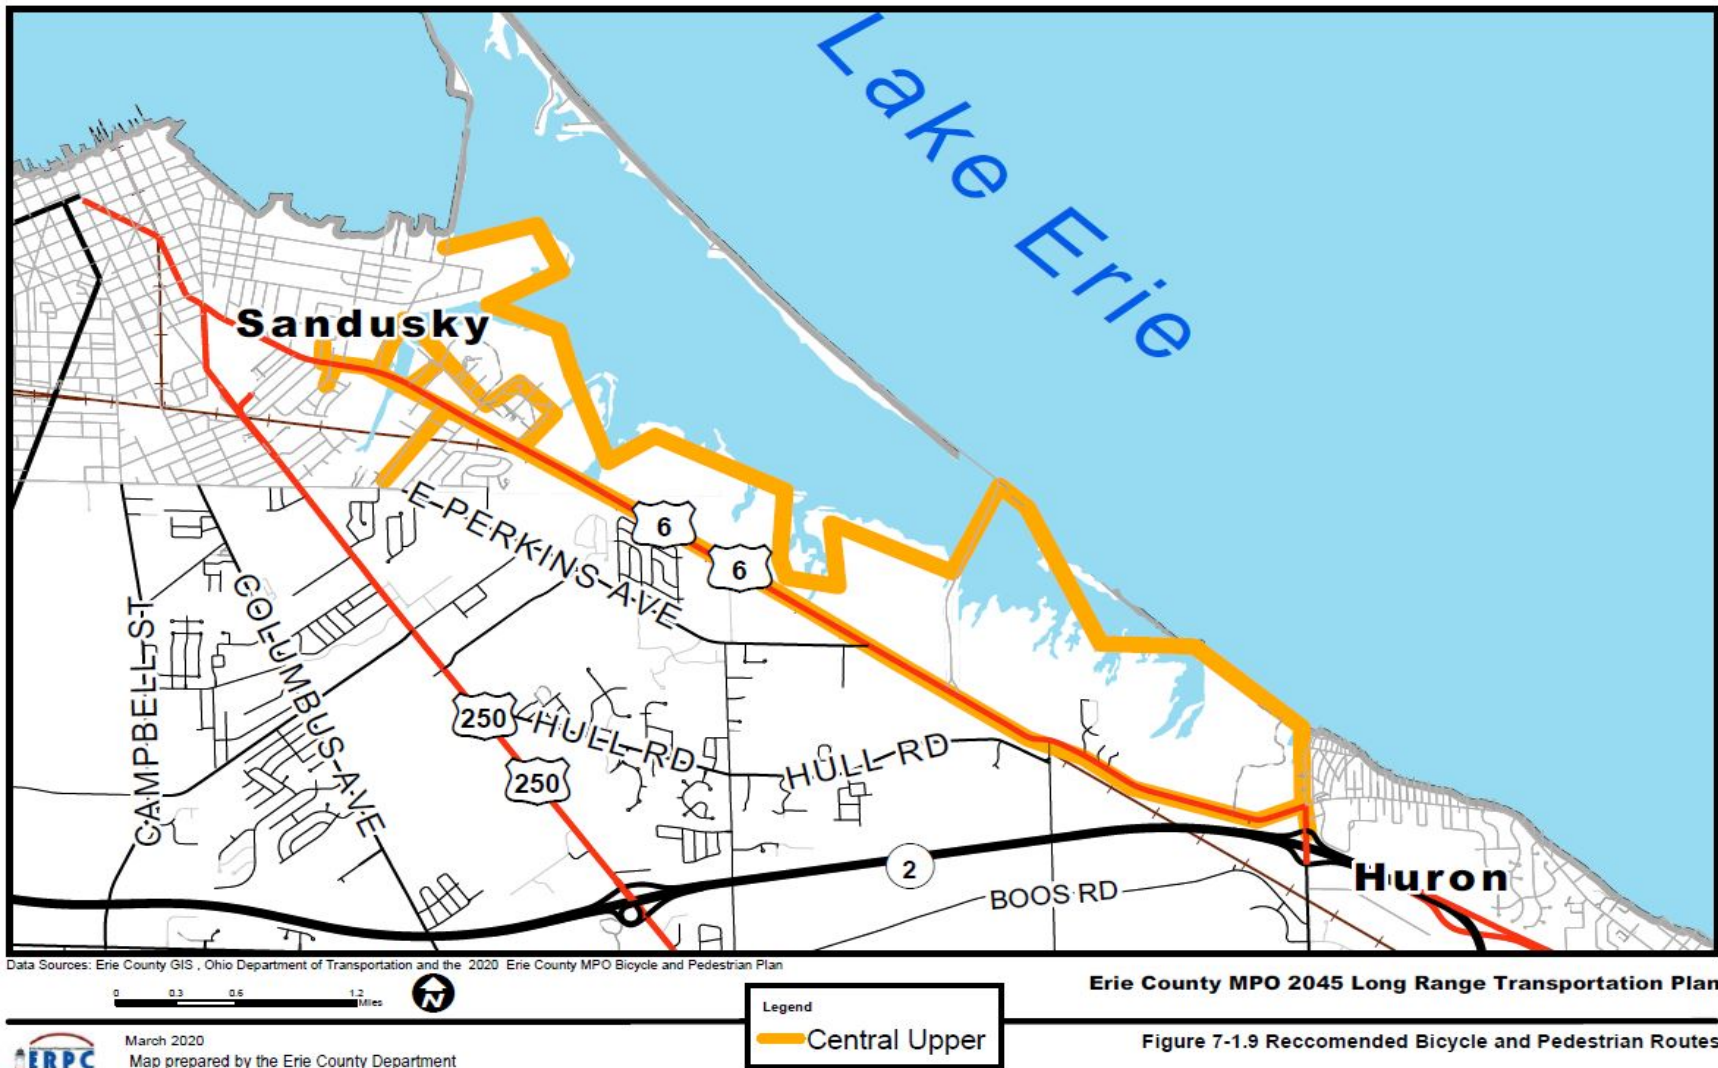 Lake Erie
Sandusky
6
6
E-PERKINS-AVE
CAMPBELL ST
COLUMBUS-AVE
250
HULL-RD
HULL-RD
250
2
BOOS RD
Huron
Data Sources: Erie County GIS , Ohio Department of Transportation and the 2020 Erie County MPO Bicycle and Pedestrian Plan
0 0.3 0.6 1.2
Miles
N
Erie County MPO 2045 Long Range Transportation Plan
Legend
Central Upper
Figure 7-1.9 Reccomended Bicycle and Pedestrian Routes
ERPC
March 2020
Map prepared by the Erie County Department